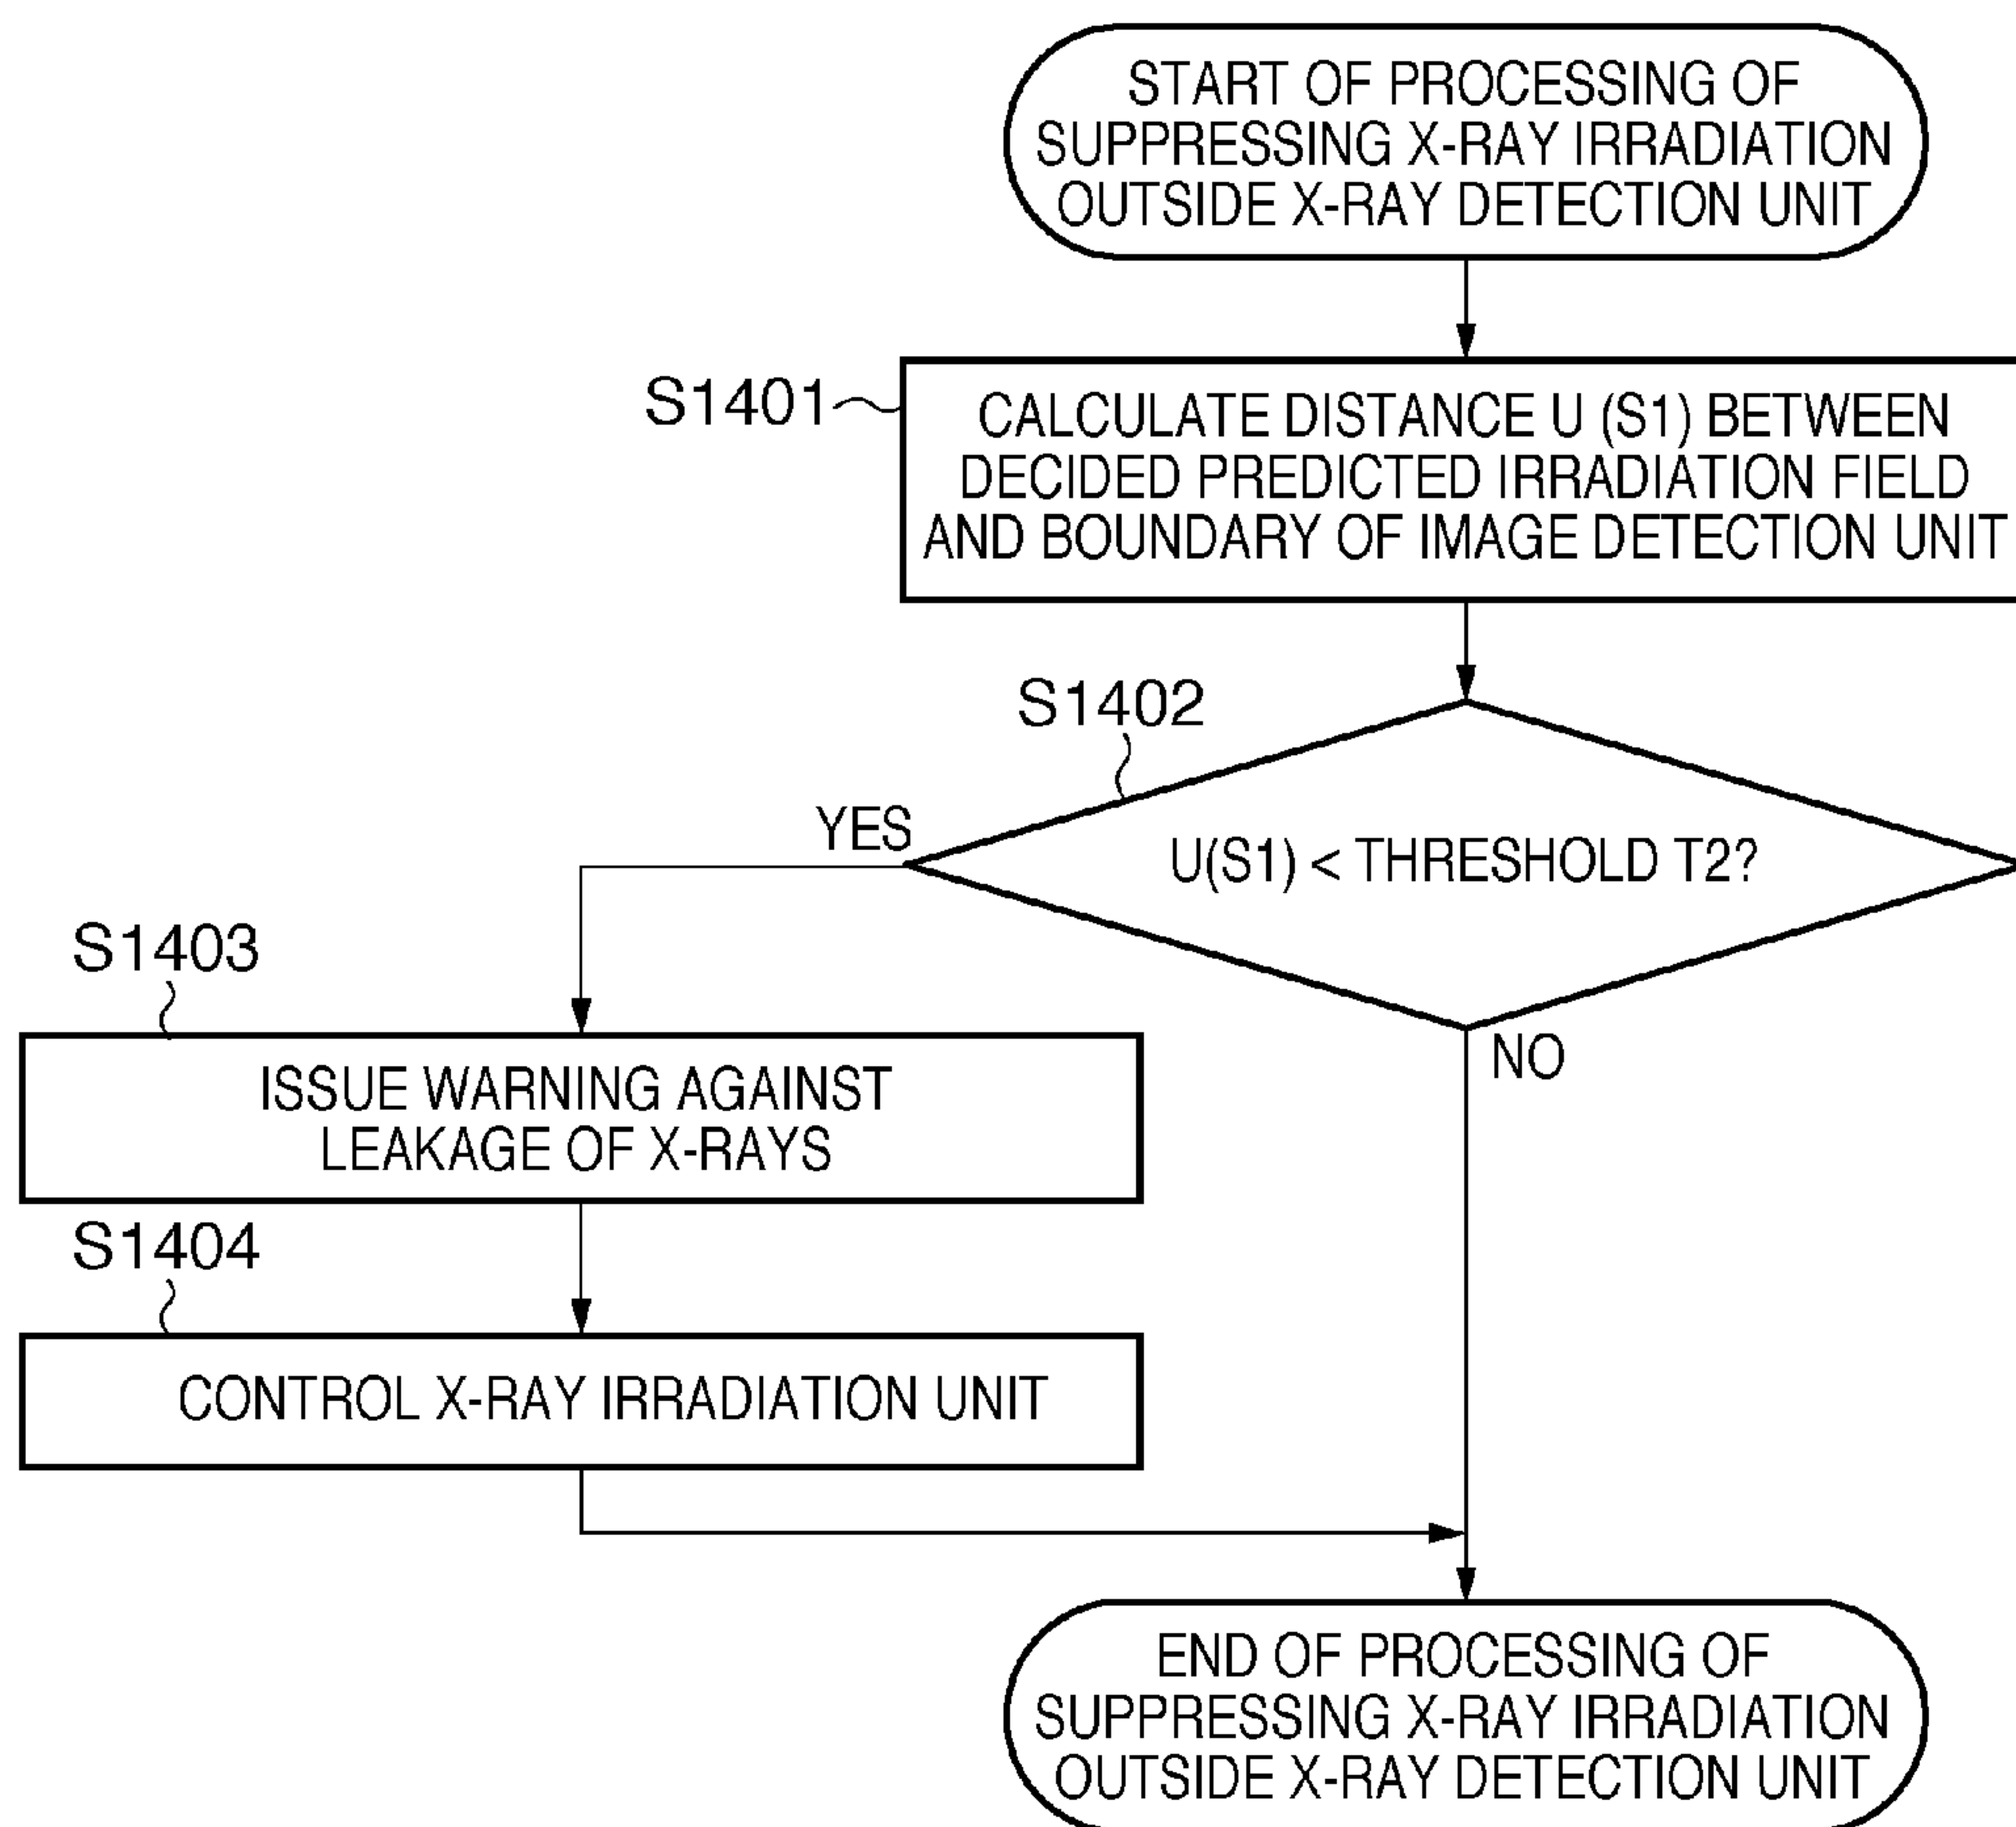 START OF PROCESSING OF
SUPPRESSING X-RAY IRRADIATION
OUTSIDE X-RAY DETECTION UNIT
S1401
CALCULATE DISTANCE U (S1) BETWEEN
DECIDED PREDICTED IRRADIATION FIELD
AND BOUNDARY OF IMAGE DETECTION UNIT
S1402
YES
U(S1) < THRESHOLD T2?
NO
S1403
ISSUE WARNING AGAINST
LEAKAGE OF X-RAYS
S1404
CONTROL X-RAY IRRADIATION UNIT
END OF PROCESSING OF
SUPPRESSING X-RAY IRRADIATION
OUTSIDE X-RAY DETECTION UNIT